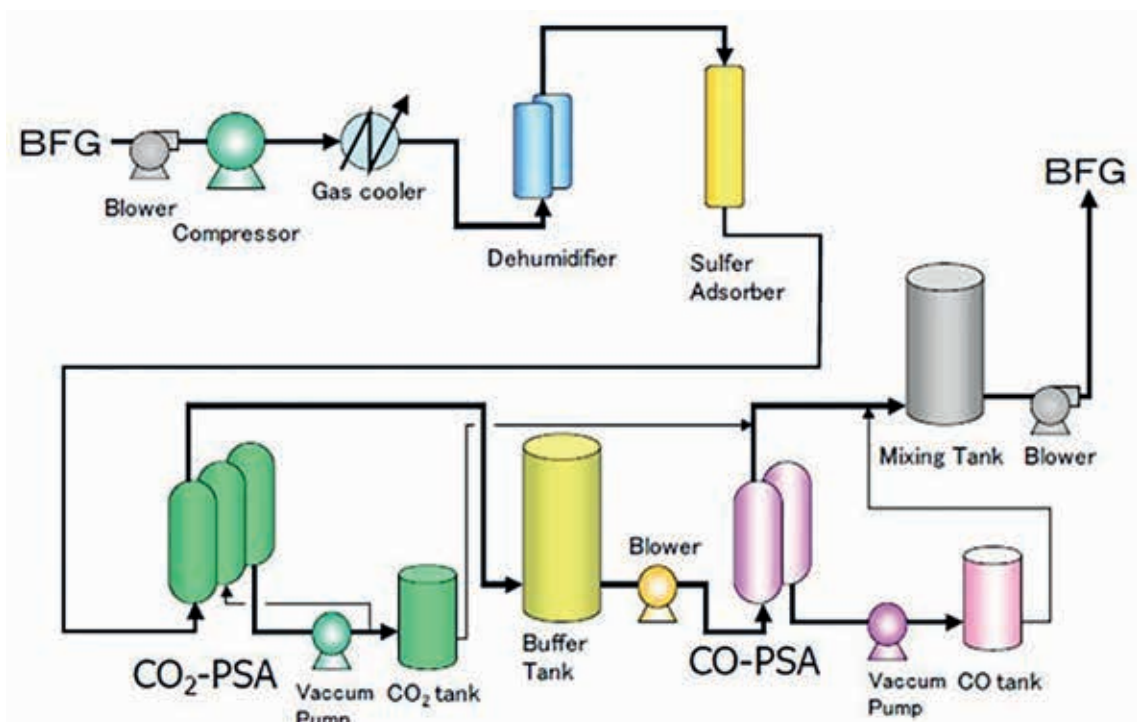 BFG
Blower
Compressor
Gas cooler
Dehumidifier
Sulfer
Adsorber
BFG
Mixing Tank
Blower
CO₂-PSA
Vaccum
Pump
CO₂ tank
Buffer
Tank
Blower
CO-PSA
Vaccum
Pump
CO tank